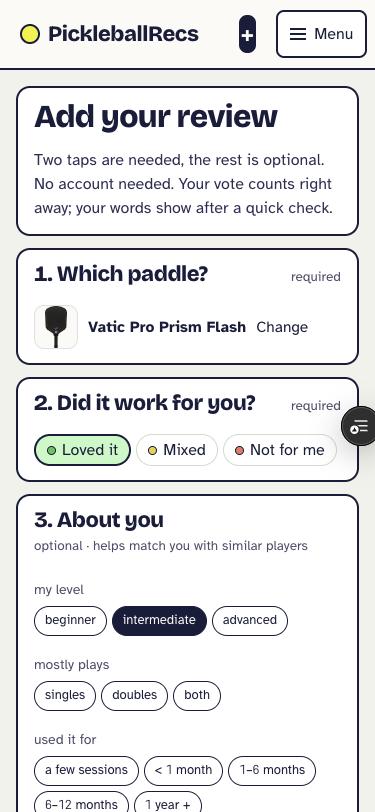 PickleballRecs
+
Menu
Add your review
Two taps are needed, the rest is optional.
No account needed. Your vote counts right
away; your words show after a quick check.
1. Which paddle?
required
Vatic Pro Prism Flash
Change
2. Did it work for you?
required
Loved it
Mixed
Not for me
3. About you
optional · helps match you with similar players
my level
beginner
intermediate
advanced
mostly plays
singles
doubles
both
used it for
a few sessions
< 1 month
1–6 months
6–12 months
1 year +